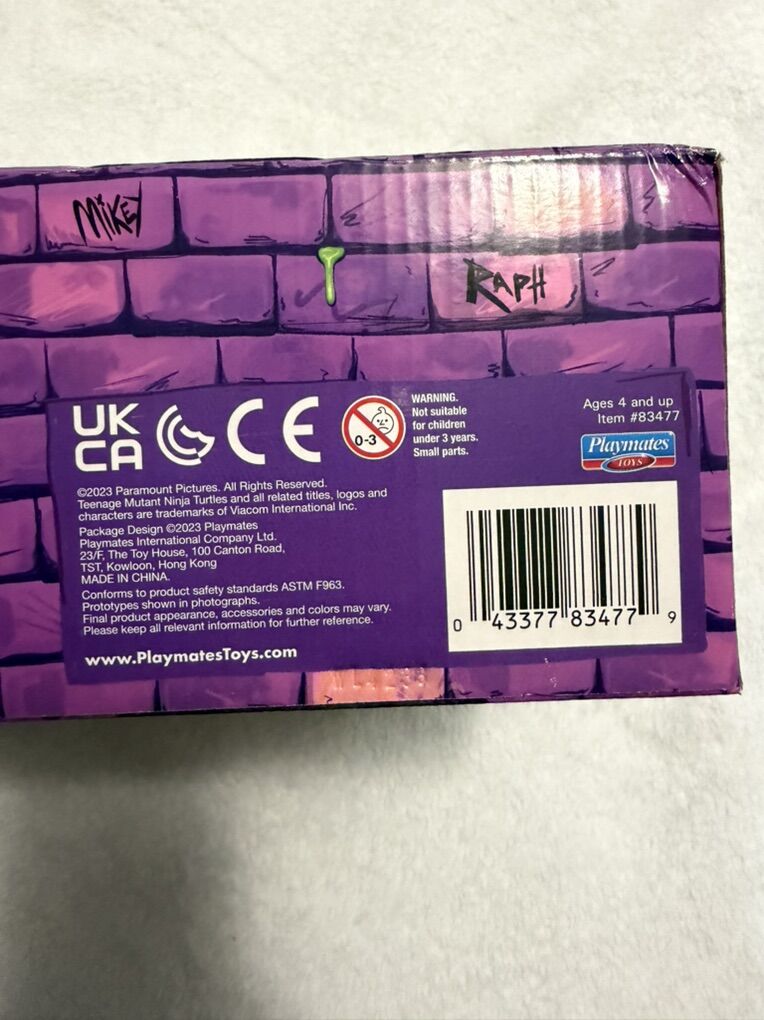 MIKEY
RAPH
UK
CA
CE
0-3
WARNING.
Not suitable
for children
under 3 years.
Small parts.
Ages 4 and up
Item #83477
Playmates
TOYS
©2023 Paramount Pictures. All Rights Reserved.
Teenage Mutant Ninja Turtles and all related titles, logos and
characters are trademarks of Viacom International Inc.
Package Design ©2023 Playmates
Playmates International Company Ltd.
23/F, The Toy House, 100 Canton Road,
TST, Kowloon, Hong Kong
MADE IN CHINA.
Conforms to product safety standards ASTM F963.
Prototypes shown in photographs.
Final product appearance, accessories and colors may vary.
Please keep all relevant information for further reference.
www.PlaymatesToys.com
0 43377 83477 9